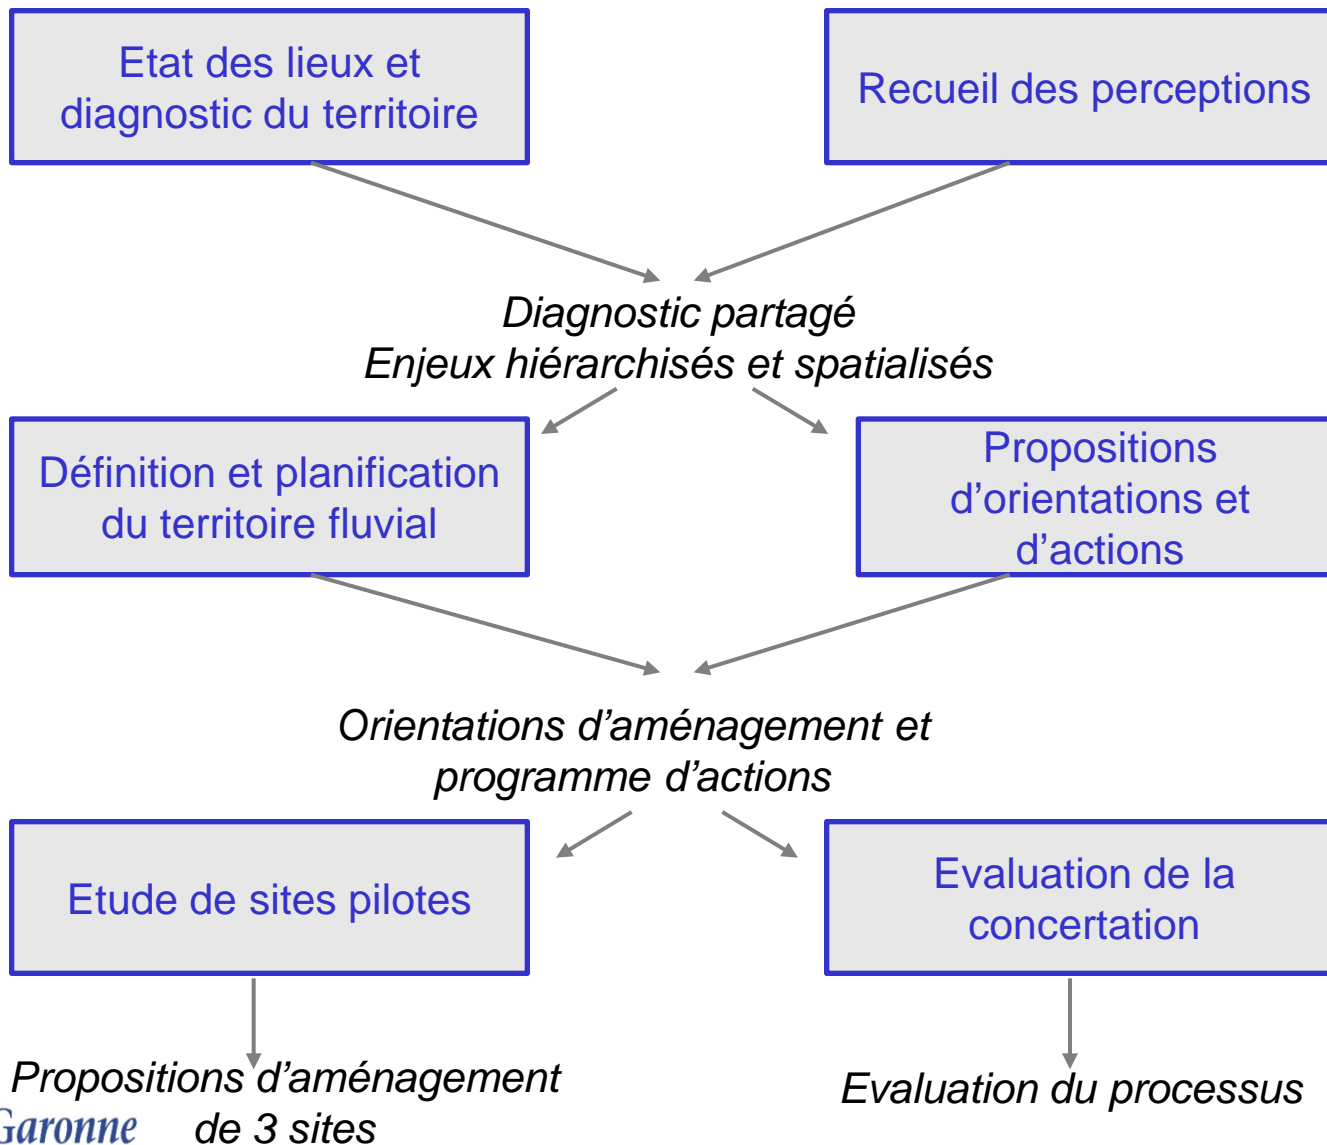 Etat des lieux et
diagnostic du territoire
Recueil des perceptions
Diagnostic partagé
Enjeux hiérarchisés et spatialisés
Définition et planification
du territoire fluvial
Propositions
d’orientations et
d’actions
Orientations d’aménagement et
programme d’actions
Etude de sites pilotes
Evaluation de la
concertation
Propositions d’aménagement
de 3 sites
Evaluation du processus
Garonne